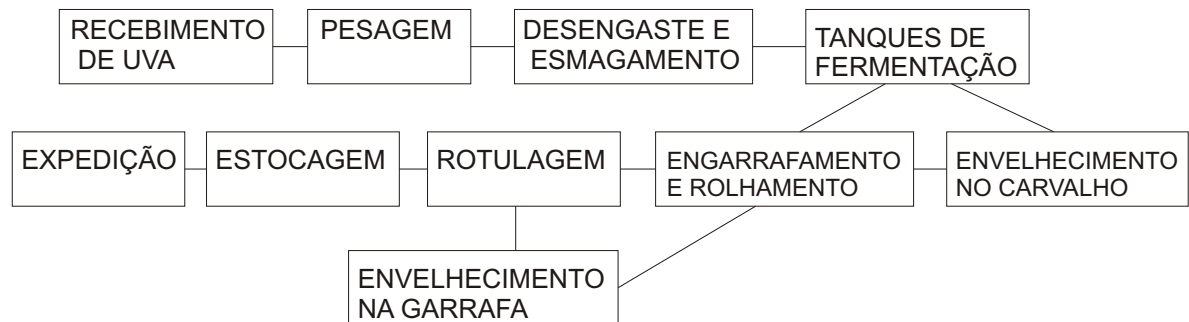 RECEBIMENTO
DE UVA
PESAGEM
DESENGASTE E
ESMAGAMENTO
TANQUES DE
FERMENTAÇÃO
EXPEDIÇÃO
ESTOCAGEM
ROTULAGEM
ENGARRAFAMENTO
E ROLHAMENTO
ENVELHECIMENTO
NO CARVALHO
ENVELHECIMENTO
NA GARRAFA